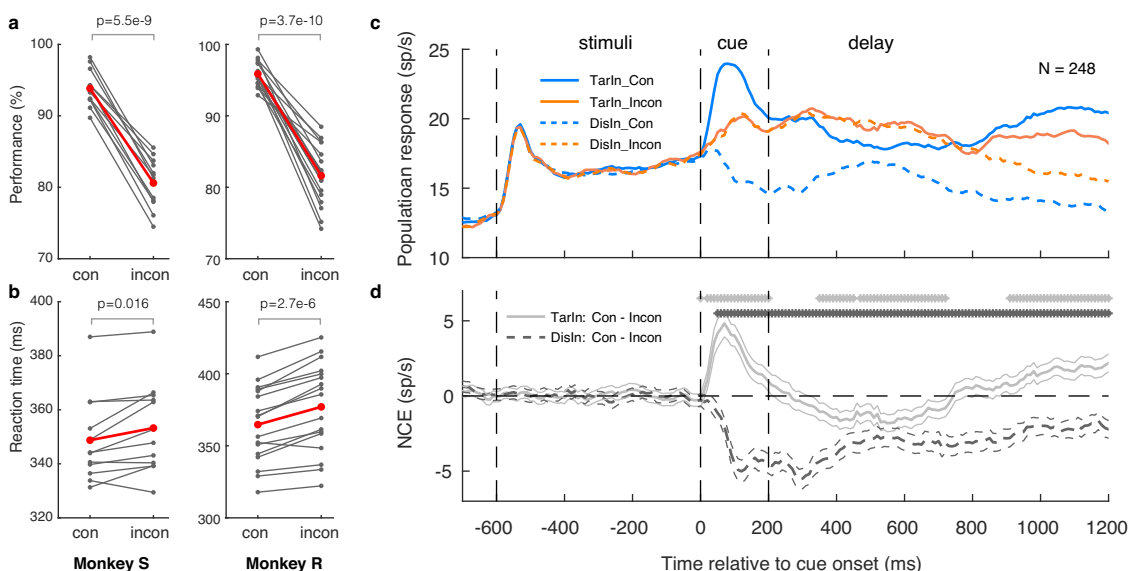 a
p=5.5e-9
p=3.7e-10
Performance (%)
100
90
80
70
con
incon
100
90
80
70
con
incon
b
p=0.016
p=2.7e-6
Reaction time (ms)
400
380
360
340
320
con
incon
Monkey S
450
400
350
300
con
incon
Monkey R
c
stimuli
cue
delay
N = 248
TarIn_Con
TarIn_Incon
DisIn_Con
DisIn_Incon
Populatioan response (sp/s)
25
20
15
10
d
TarIn: Con - Incon
DisIn: Con - Incon
NCE (sp/s)
5
0
-5
-600
-400
-200
0
200
400
600
800
1000
1200
Time relative to cue onset (ms)